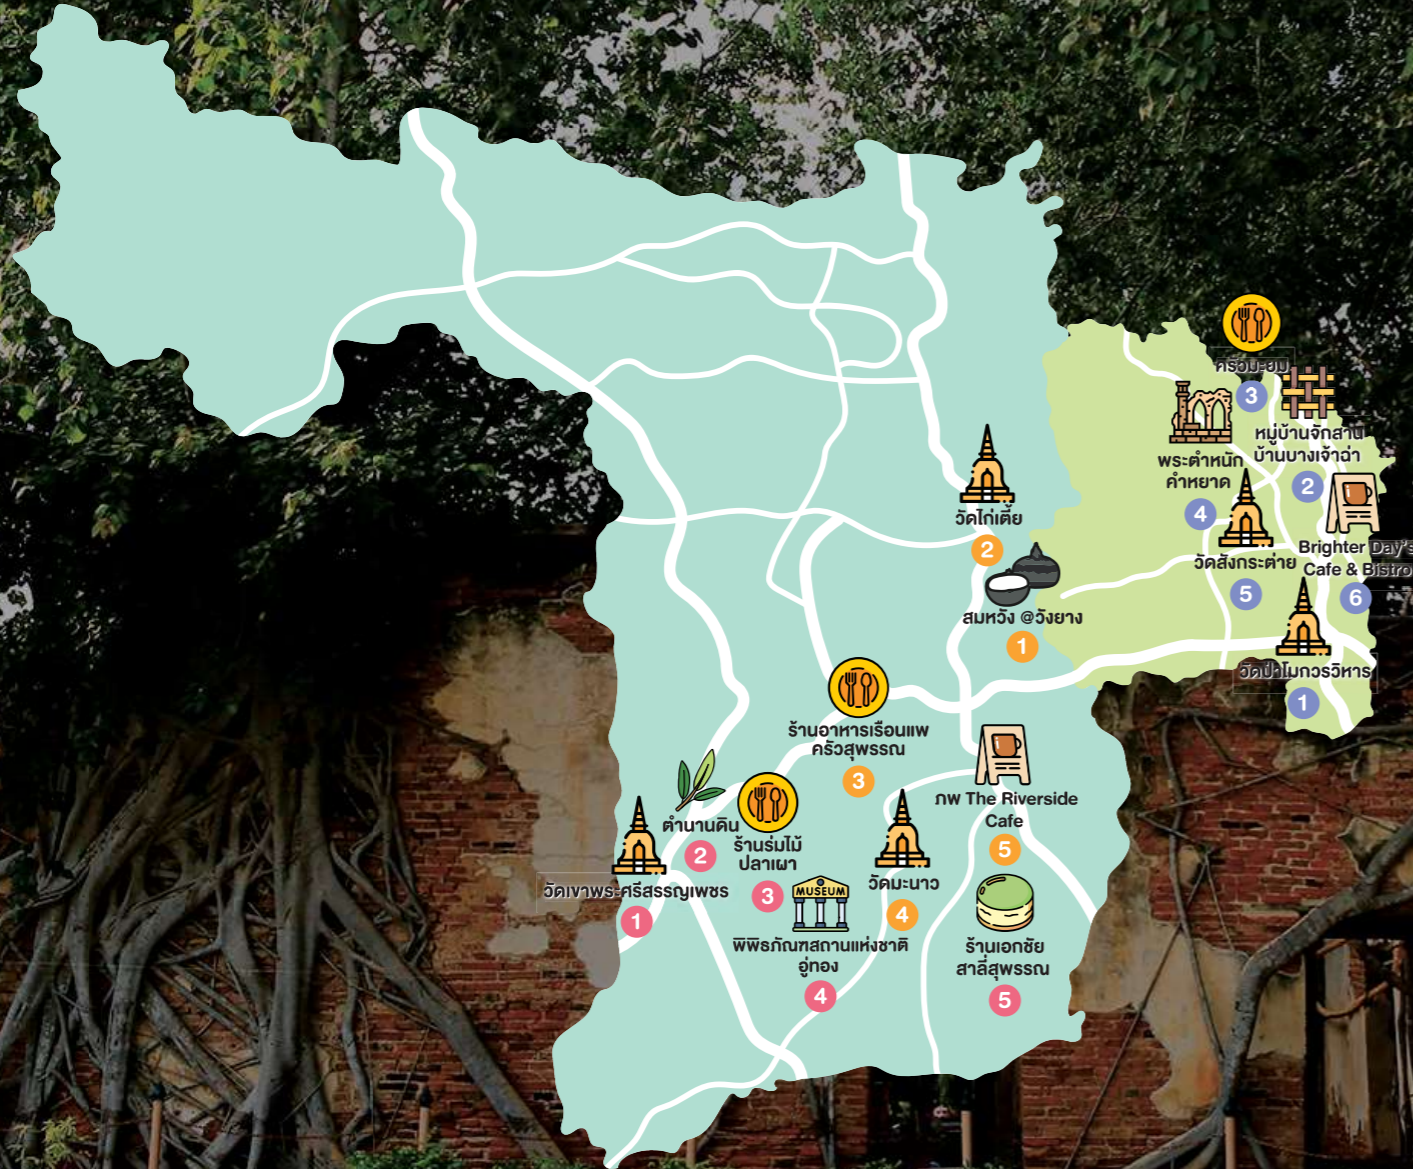 ครัวมะยม
3
หมู่บ้านจักสาน
บ้านบางเจ้าฉ่า
2
พระตำหนัก
คำหยาด
4
วัดไก่เตี้ย
2
Brighter Day's
Cafe & Bistro
6
วัดสังกระต่าย
5
สมหวัง @วังยาง
1
วัดป่าโมกวรวิหาร
1
ร้านอาหารเรือนแพ
ครัวสุพรรณ
3
ภพ The Riverside
Cafe
5
ตำนานดิน
2
ร้านร่มไม้
ปลาเผา
3
วัดเขาพระศรีสรรญเพชร
1
วัดมะนาว
4
MUSEUM
พิพิธภัณฑสถานแห่งชาติ
อู่ทอง
4
ร้านเอกชัย
สาลี่สุพรรณ
5